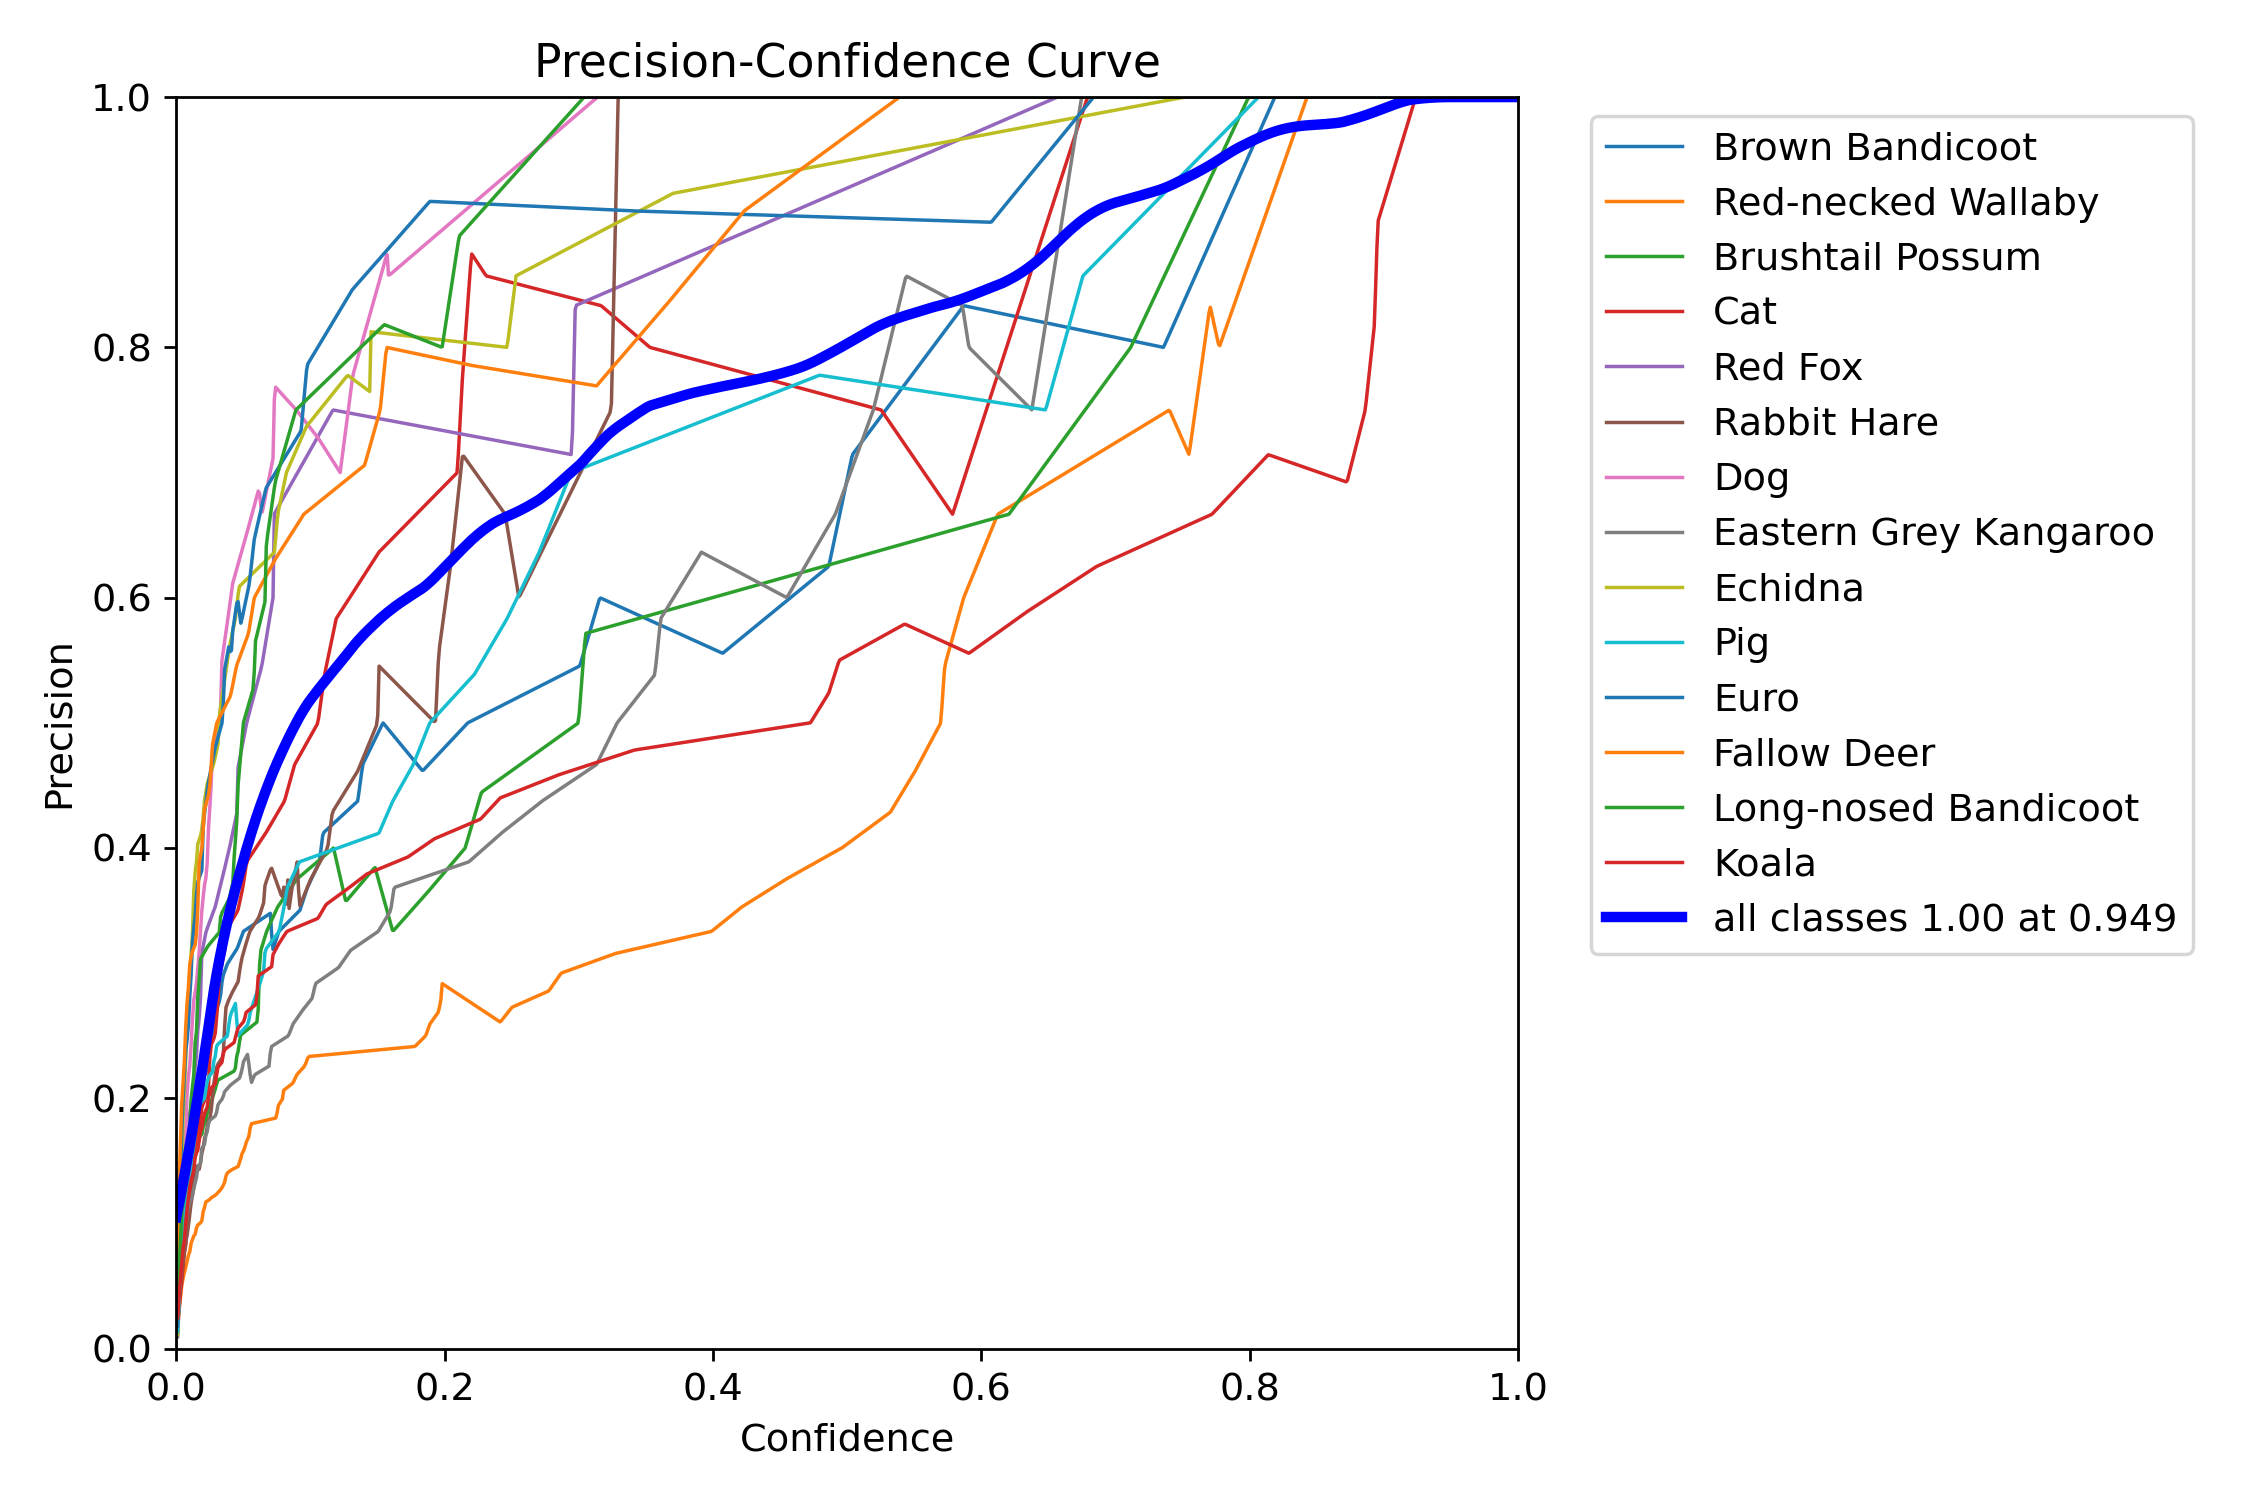 Precision-Confidence Curve
1.0
0.8
0.6
0.4
0.2
0.0
Precision
0.0 0.2 0.4 0.6 0.8 1.0
Confidence
Brown Bandicoot
Red-necked Wallaby
Brushtail Possum
Cat
Red Fox
Rabbit Hare
Dog
Eastern Grey Kangaroo
Echidna
Pig
Euro
Fallow Deer
Long-nosed Bandicoot
Koala
all classes 1.00 at 0.949